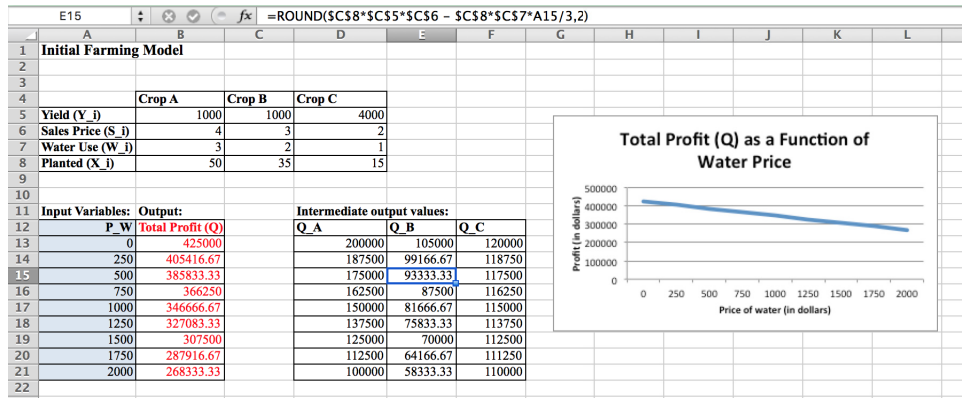 E15 fx =ROUND($C$8*$C$5*$C$6 - $C$8*$C$7*A15/3,2)
A B C D E F G H I J K L
1 Initial Farming Model
2
3
4 Crop A Crop B Crop C
5 Yield (Y_i) 1000 1000 4000
6 Sales Price (S_i) 4 3 2
7 Water Use (W_i) 3 2 1
8 Planted (X_i) 50 35 15
9
10
11 Input Variables: Output: Intermediate output values:
12 P_W Total Profit (Q) Q_A Q_B Q_C
13 0 425000 200000 105000 120000
14 250 405416.67 187500 99166.67 118750
15 500 385833.33 175000 93333.33 117500
16 750 366250 162500 87500 116250
17 1000 346666.67 150000 81666.67 115000
18 1250 327083.33 137500 75833.33 113750
19 1500 307500 125000 70000 112500
20 1750 287916.67 112500 64166.67 111250
21 2000 268333.33 100000 58333.33 110000
22
Total Profit (Q) as a Function of
Water Price
Profit (in dollars)
500000
400000
300000
200000
100000
0
0 250 500 750 1000 1250 1500 1750 2000
Price of water (in dollars)